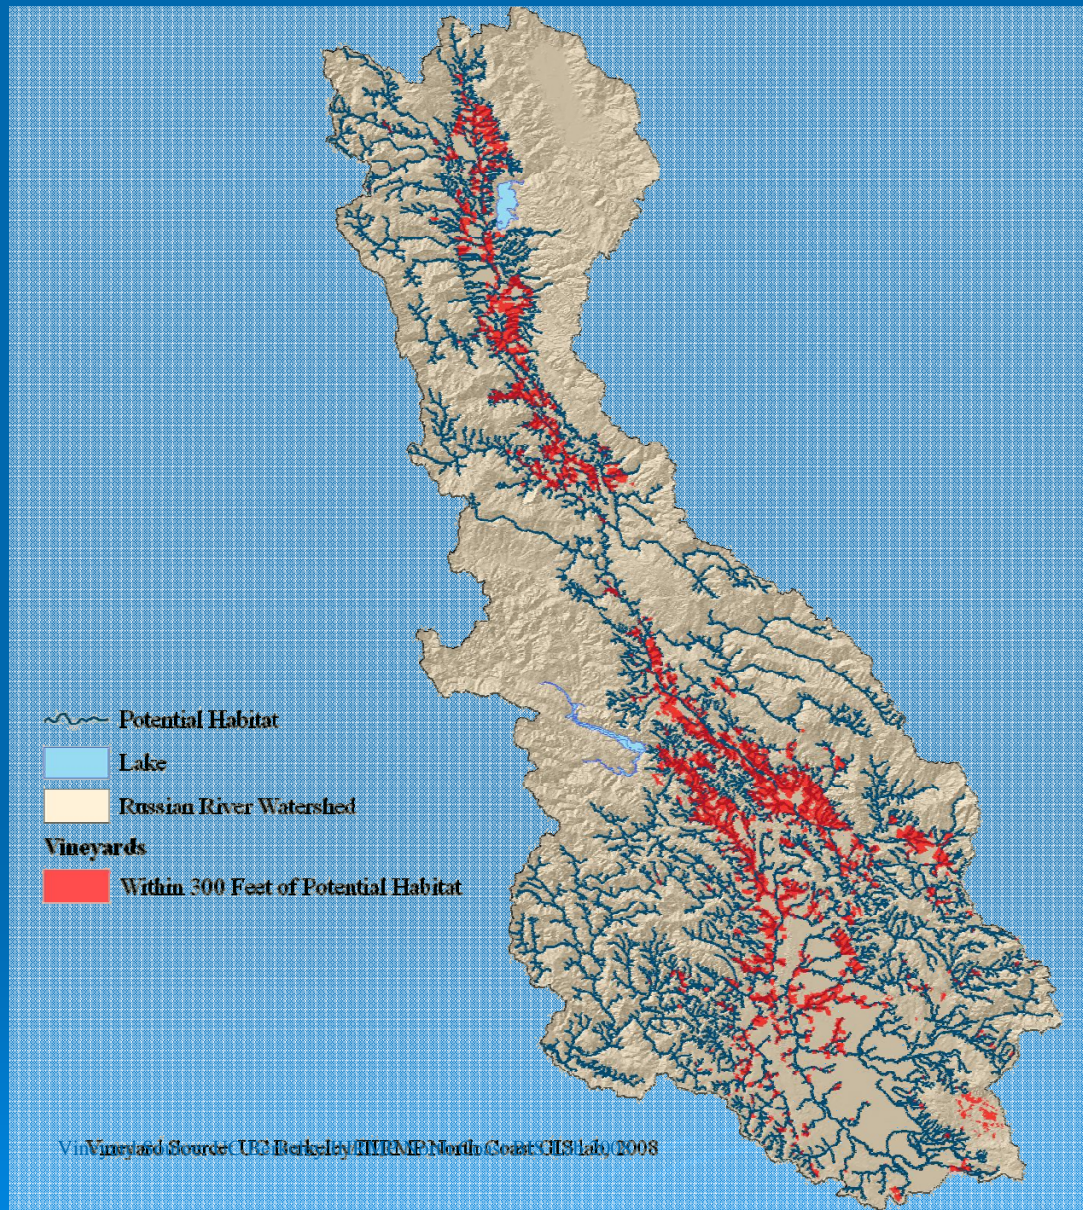 Potential Habitat
Lake
Russian River Watershed
Vineyards
Within 300 Feet of Potential Habitat
Vineyard Source UC Berkeley North Coast GIS lab, 2008